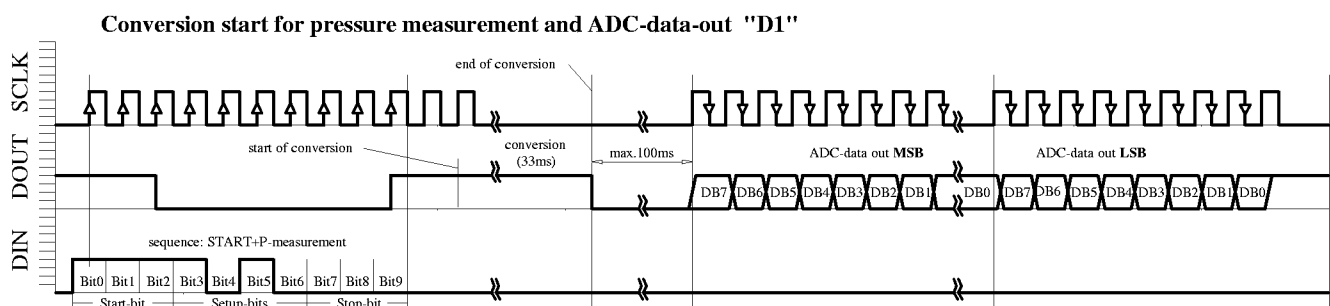 Conversion start for pressure measurement and ADC-data-out "D1"
SCLK
end of conversion
DOUT
start of conversion
conversion
(33ms)
max.100ms
ADC-data out MSB
ADC-data out LSB
DB7 DB6 DB5 DB4 DB3 DB2 DB1 DB0 DB7 DB6 DB5 DB4 DB3 DB2 DB1 DB0
DIN
sequence: START+P-measurement
Bit0 Bit1 Bit2 Bit3 Bit4 Bit5 Bit6 Bit7 Bit8 Bit9
Start-bit Setup-bits Stop-bit